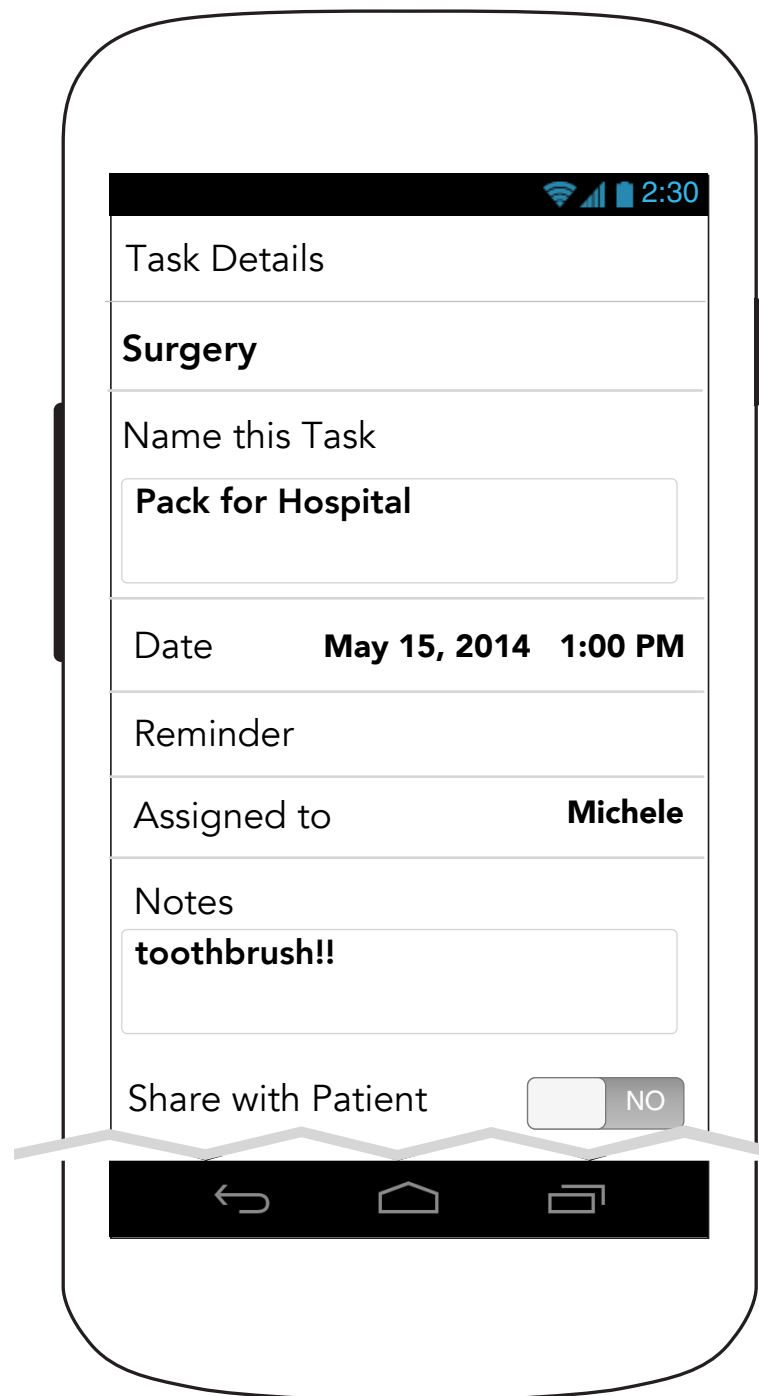 2:30
Task Details
Surgery
Name this Task
Pack for Hospital
Date May 15, 2014 1:00 PM
Reminder
Assigned to Michele
Notes
toothbrush!!
Share with Patient NO